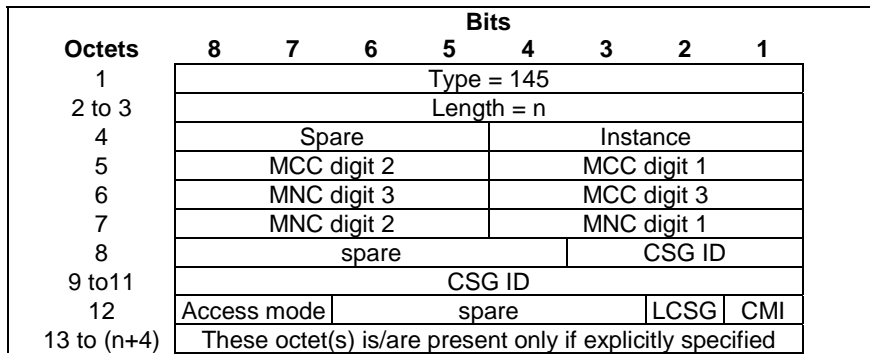 Bits
Octets 8 7 6 5 4 3 2 1
1 Type = 145
2 to 3 Length = n
4 Spare Instance
5 MCC digit 2 MCC digit 1
6 MNC digit 3 MCC digit 3
7 MNC digit 2 MNC digit 1
8 spare CSG ID
9 to11 CSG ID
12 Access mode spare LCSG CMI
13 to (n+4) These octet(s) is/are present only if explicitly specified